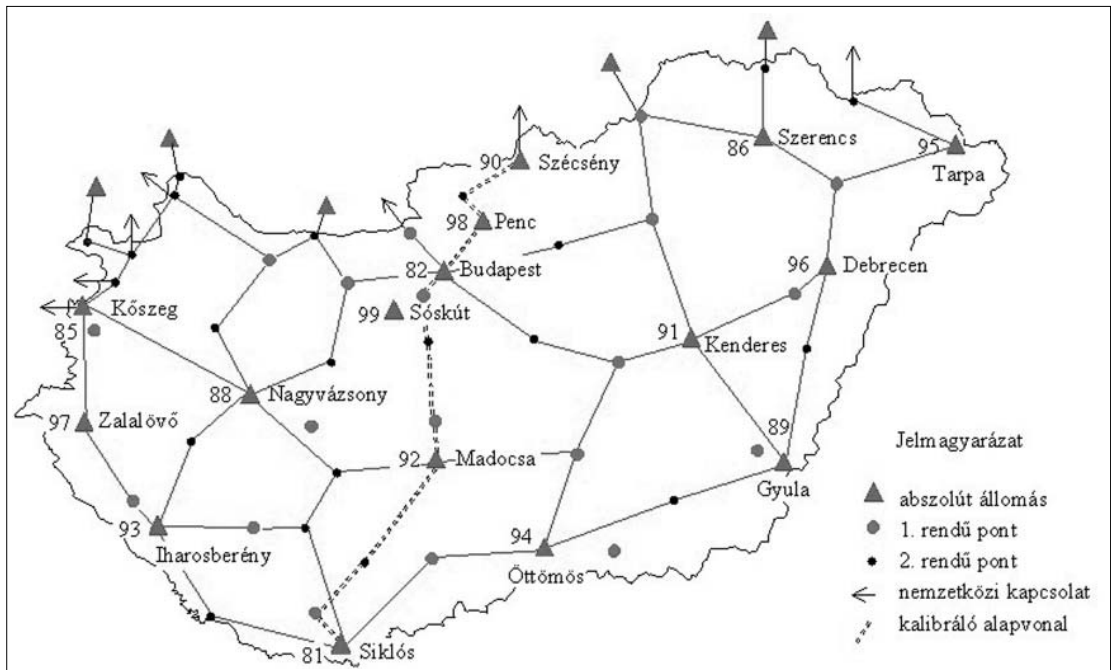 86 Szerencs
95
Tarpa
90 Szécsény
98 Penc
82
Budapest
96 Debrecen
85 Kőszeg
99 Sóskút
91
Kenderes
88 Nagyvázsony
97 Zalalövő
89
Gyula
92 Madocsa
93
Iharosberény
94
Öttömös
81 Siklós
Jelmagyarázat
abszolút állomás
1. rendű pont
2. rendű pont
nemzetközi kapcsolat
kalibráló alapvonal